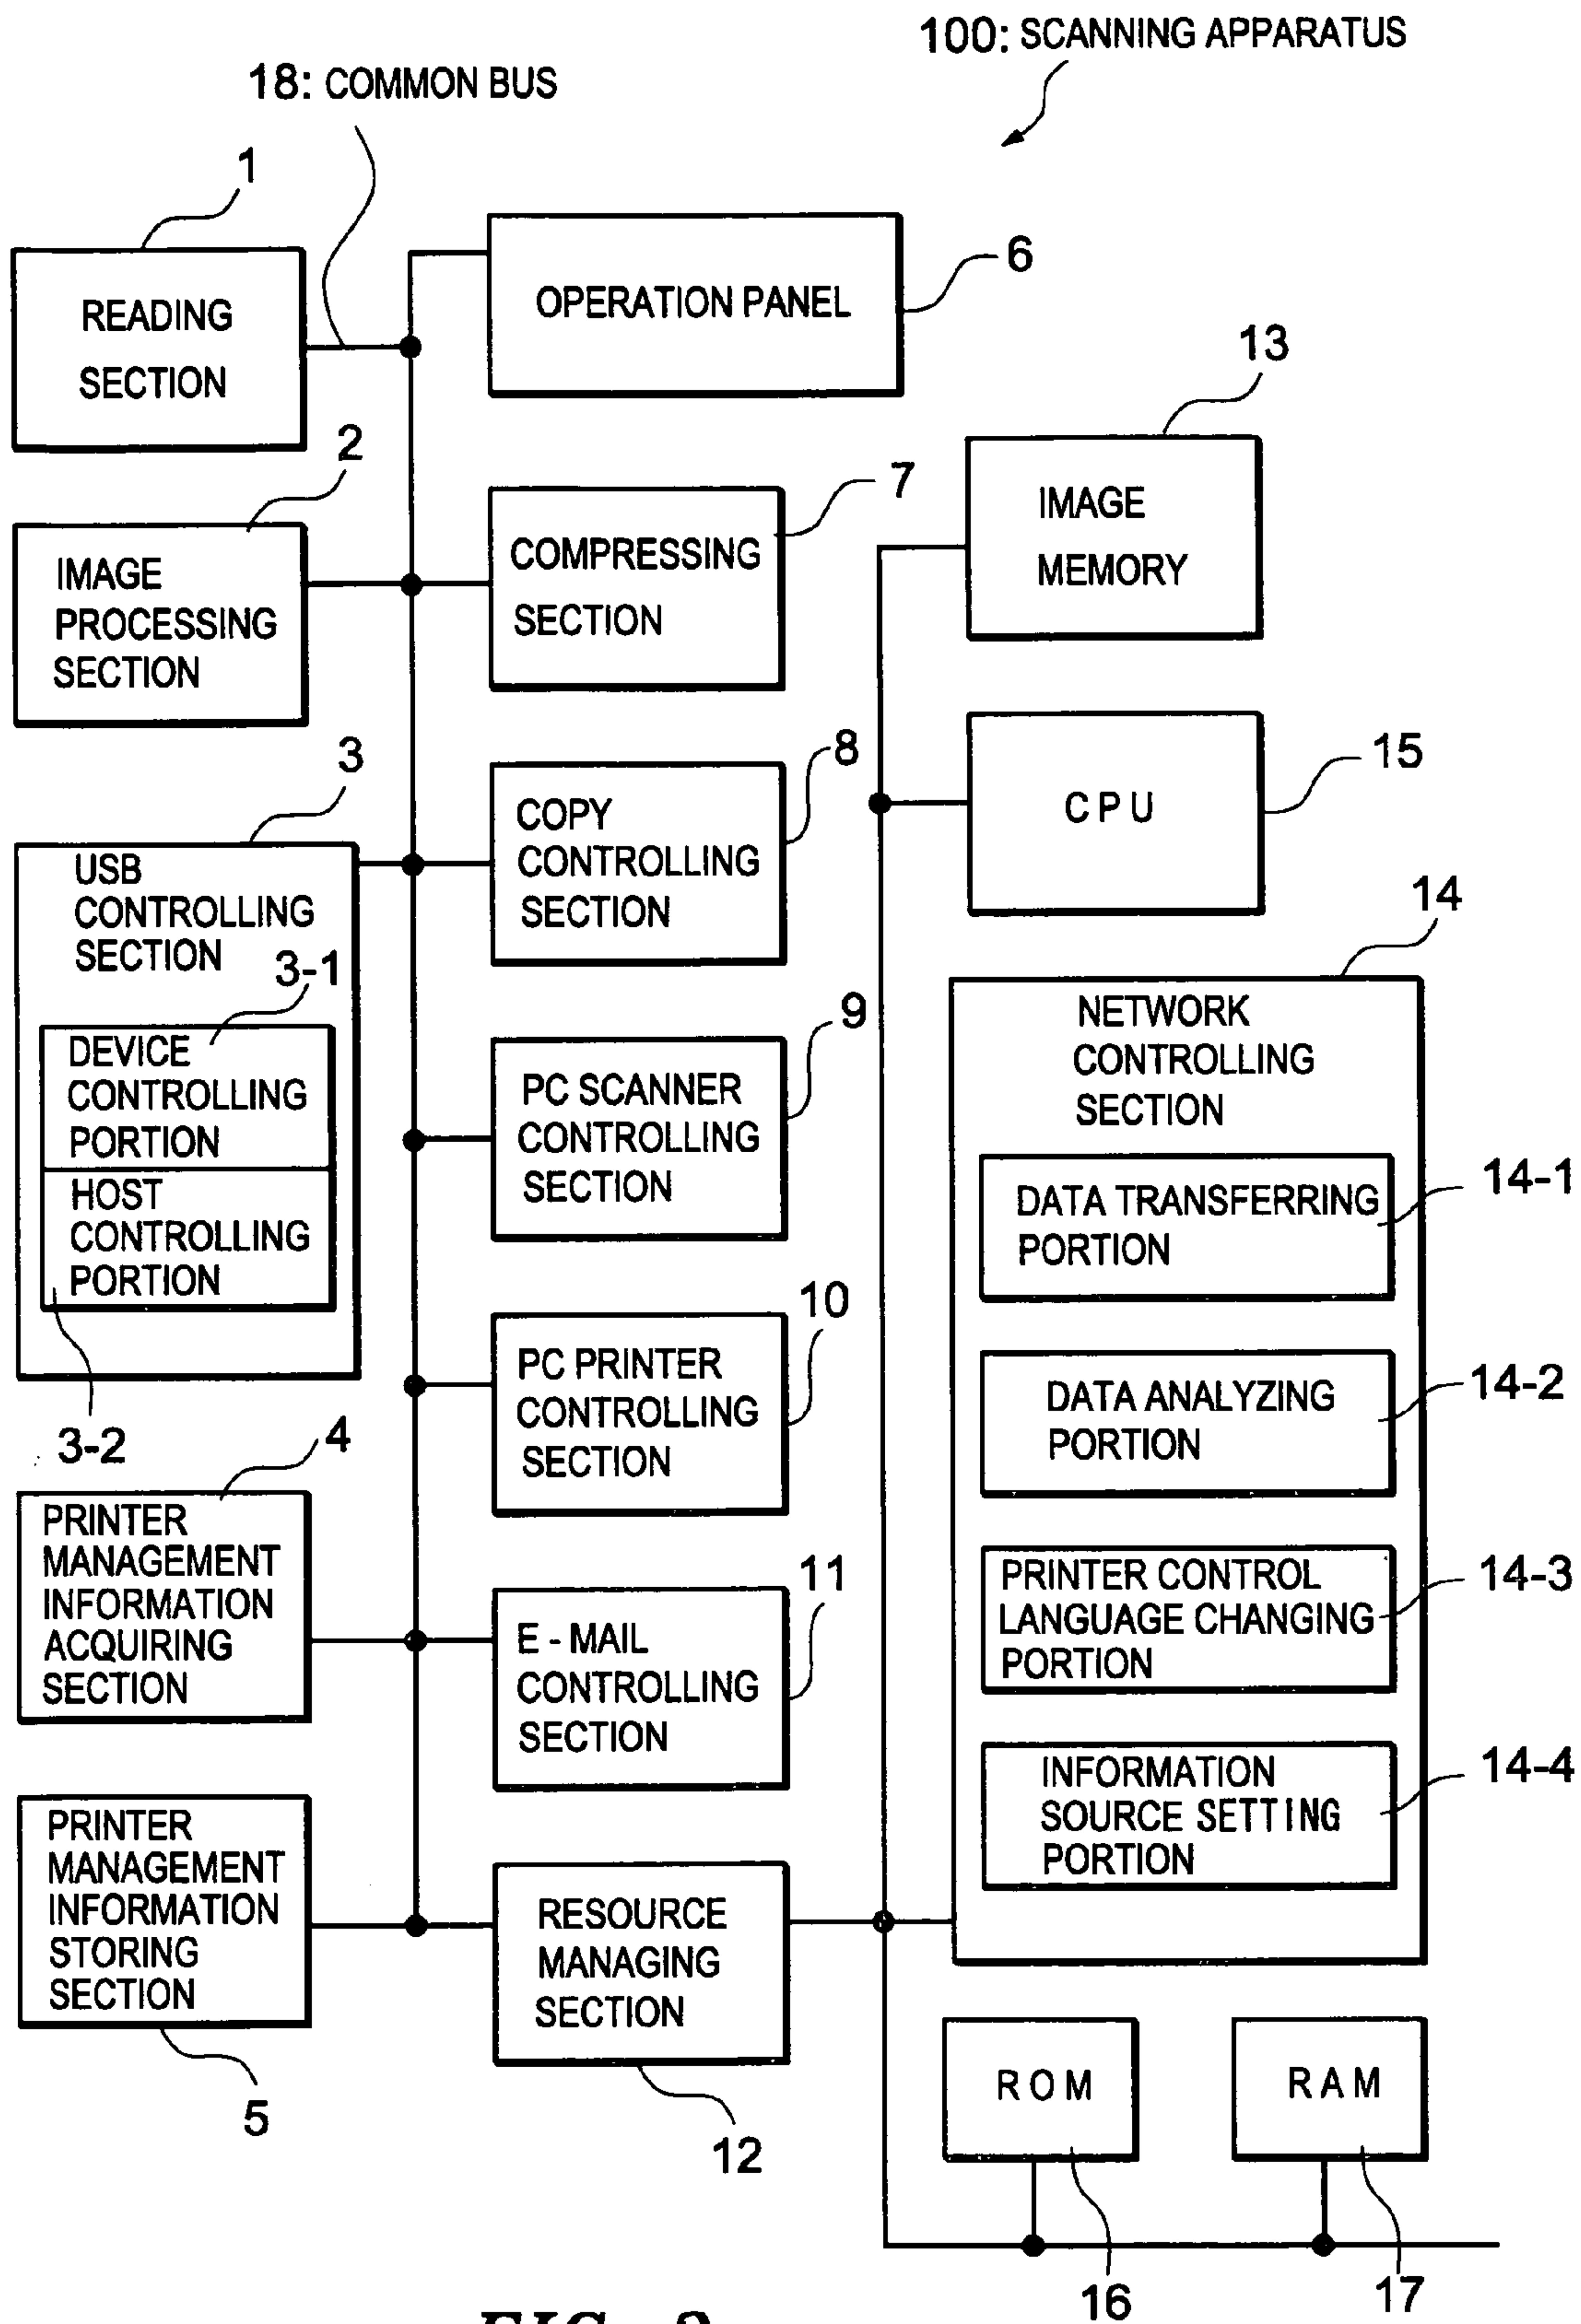 100: SCANNING APPARATUS
18: COMMON BUS
1
READING
SECTION
OPERATION PANEL
6
2
IMAGE
PROCESSING
SECTION
COMPRESSING
SECTION
7
13
IMAGE
MEMORY
3
USB
CONTROLLING
SECTION
3-1
DEVICE
CONTROLLING
PORTION
HOST
CONTROLLING
PORTION
3-2
COPY
CONTROLLING
SECTION
8
CPU
15
PC SCANNER
CONTROLLING
SECTION
9
14
NETWORK
CONTROLLING
SECTION
DATA TRANSFERRING
PORTION
14-1
DATA ANALYZING
PORTION
14-2
PRINTER CONTROL
LANGUAGE CHANGING
PORTION
14-3
INFORMATION
SOURCE SETTING
PORTION
14-4
PC PRINTER
CONTROLLING
SECTION
10
4
PRINTER
MANAGEMENT
INFORMATION
ACQUIRING
SECTION
E - MAIL
CONTROLLING
SECTION
11
PRINTER
MANAGEMENT
INFORMATION
STORING
SECTION
5
RESOURCE
MANAGING
SECTION
12
ROM
16
RAM
17